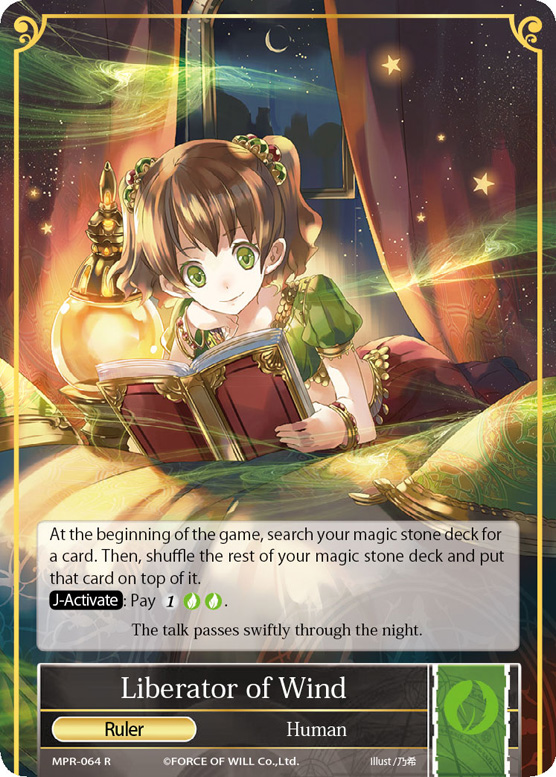 At the beginning of the game, search your magic stone deck for
a card. Then, shuffle the rest of your magic stone deck and put
that card on top of it.
J-Activate: Pay 1.
The talk passes swiftly through the night.
Liberator of Wind
Ruler
Human
MPR-064 R
©FORCE OF WILL Co.,Ltd.
Illust/乃希